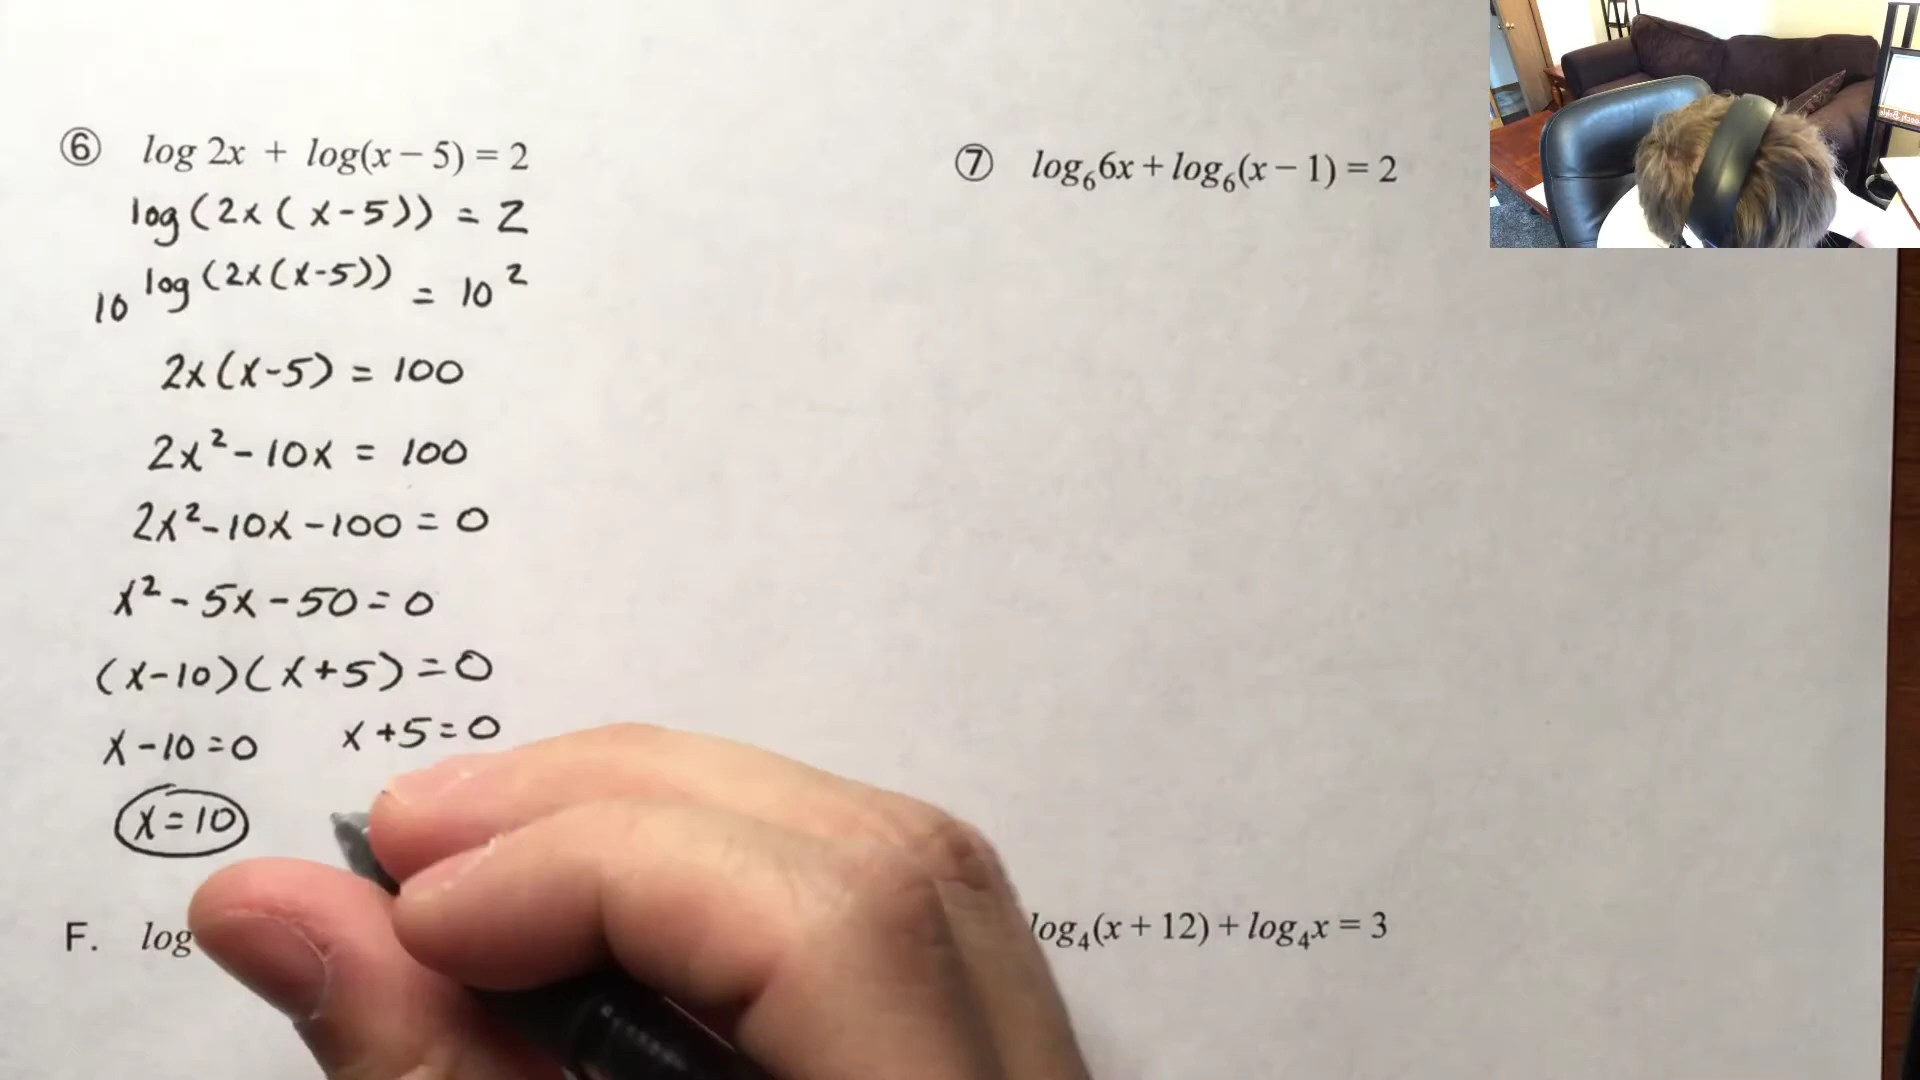 ⑥ log 2x + log(x − 5) = 2
log(2x(x-5)) = 2
10^log(2x(x-5)) = 10^2
2x(x-5) = 100
2x² - 10x = 100
2x² - 10x - 100 = 0
x² - 5x - 50 = 0
(x-10)(x+5) = 0
x - 10 = 0 x + 5 = 0
x = 10
F. log
⑦ log₆6x + log₆(x − 1) = 2
log₄(x + 12) + log₄x = 3